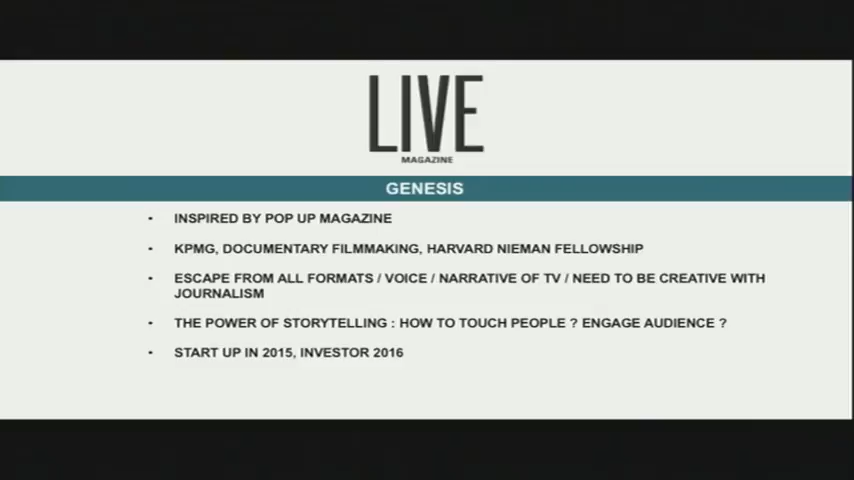 LIVE
MAGAZINE
GENESIS
• INSPIRED BY POP UP MAGAZINE
• KPMG, DOCUMENTARY FILMMAKING, HARVARD NIEMAN FELLOWSHIP
• ESCAPE FROM ALL FORMATS / VOICE / NARRATIVE OF TV / NEED TO BE CREATIVE WITH
JOURNALISM
• THE POWER OF STORYTELLING : HOW TO TOUCH PEOPLE ? ENGAGE AUDIENCE ?
• START UP IN 2015, INVESTOR 2016